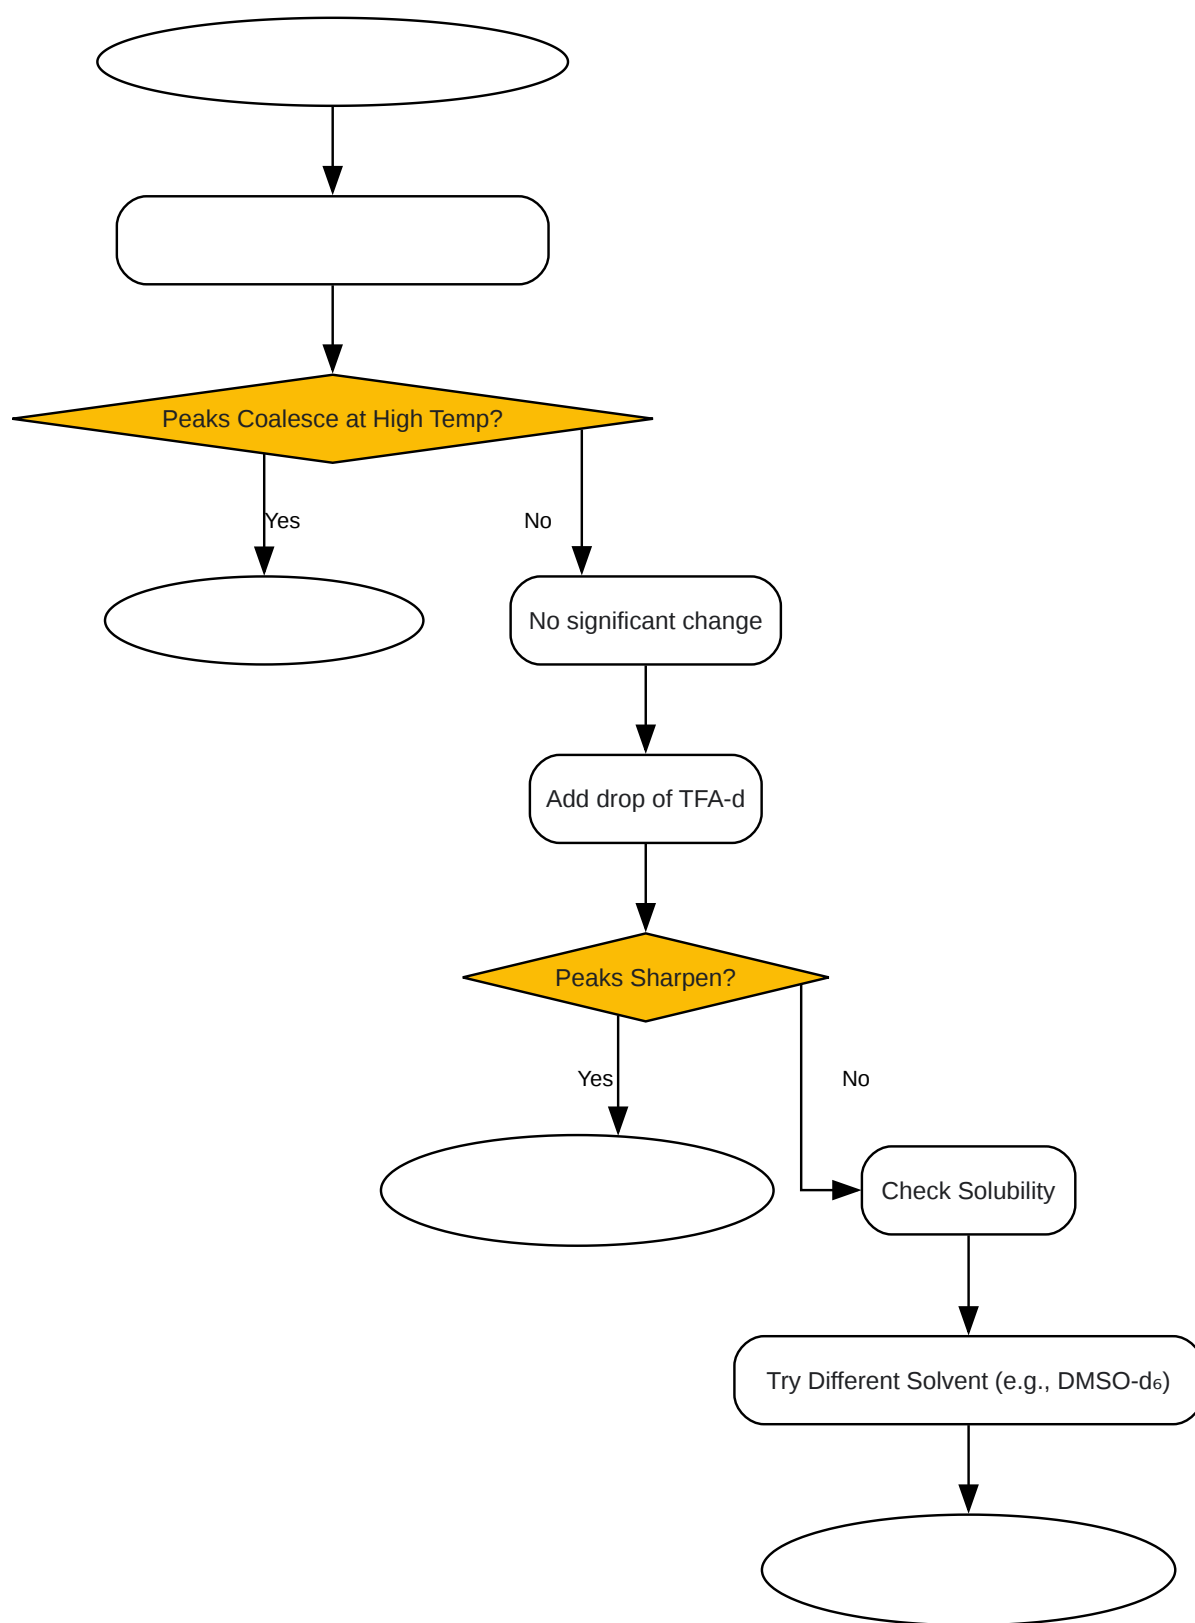 Peaks Coalesce at High Temp?
Yes
No
No significant change
Add drop of TFA-d
Peaks Sharpen?
Yes
No
Check Solubility
Try Different Solvent (e.g., DMSO-d₆)